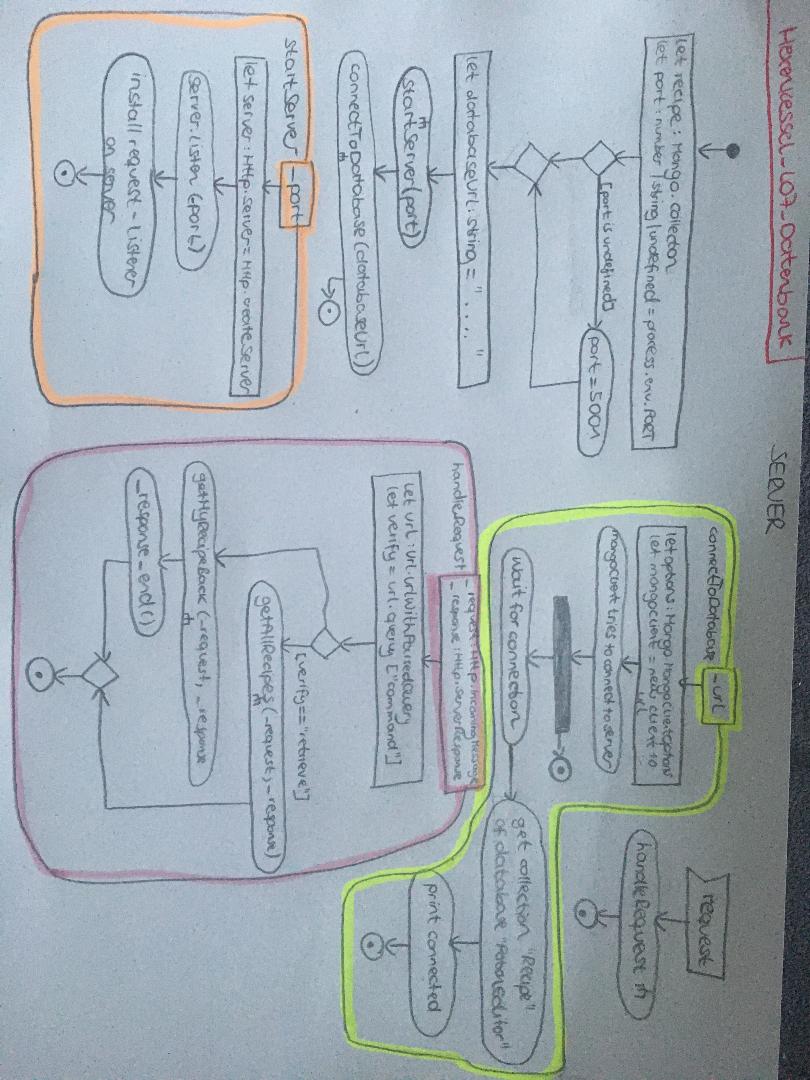 Hexenkessel_L07_Datenbank
SERVER
let recipe: Mongo.collection
let port: number | string | undefined = process.env.PORT
[port is undefined]
port = 5001
let databaseUrl: string = " . . . . "
startServer(port)
connectToDatabase (databaseUrl)
startServer _port
let server: Http.server = Http.createServer
server.listen (_port)
install request-listener
on server
connectToDatabase _url
let options: Mongo.MongoClientOptions
let mongoclient = new client to
url
mongoClient tries to connect to server
wait for connection
get collection "Recipe"
of database "PotionEditor"
print connected
request
handleRequest
handleRequest
_request: Http.IncomingMessage
_response: Http.ServerResponse
let url: Url.UrlWithParsedQuery
let verify = url.query ["command"]
[verify=="retrieve"]
getAllRecipes (_request, _response)
getMyRecipeBack (_request, _response
_response_end()